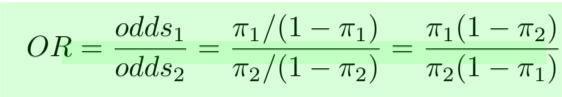 OR = odds₁/odds₂ = π₁/(1 − π₁)/π₂/(1 − π₂) = π₁(1 − π₂)/π₂(1 − π₁)